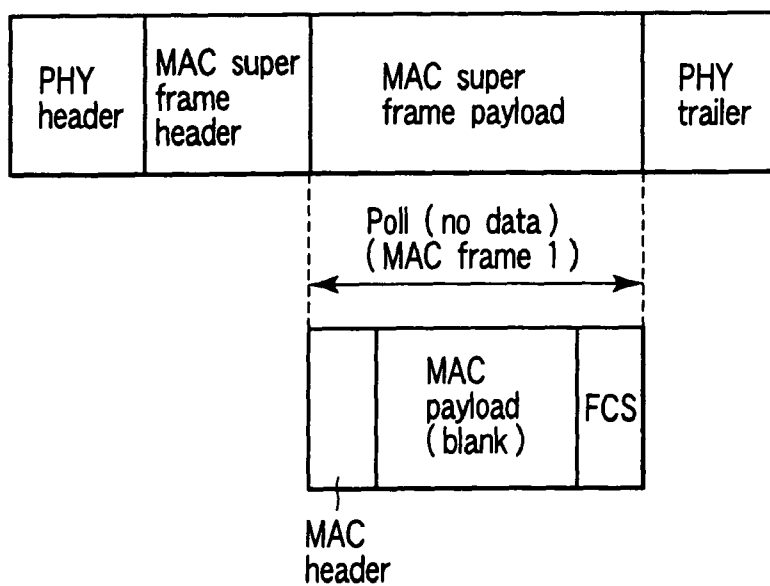 PHY
header
MAC super
frame
header
MAC super
frame payload
PHY
trailer
Poll (no data)
(MAC frame 1)
MAC
payload
(blank)
FCS
MAC
header